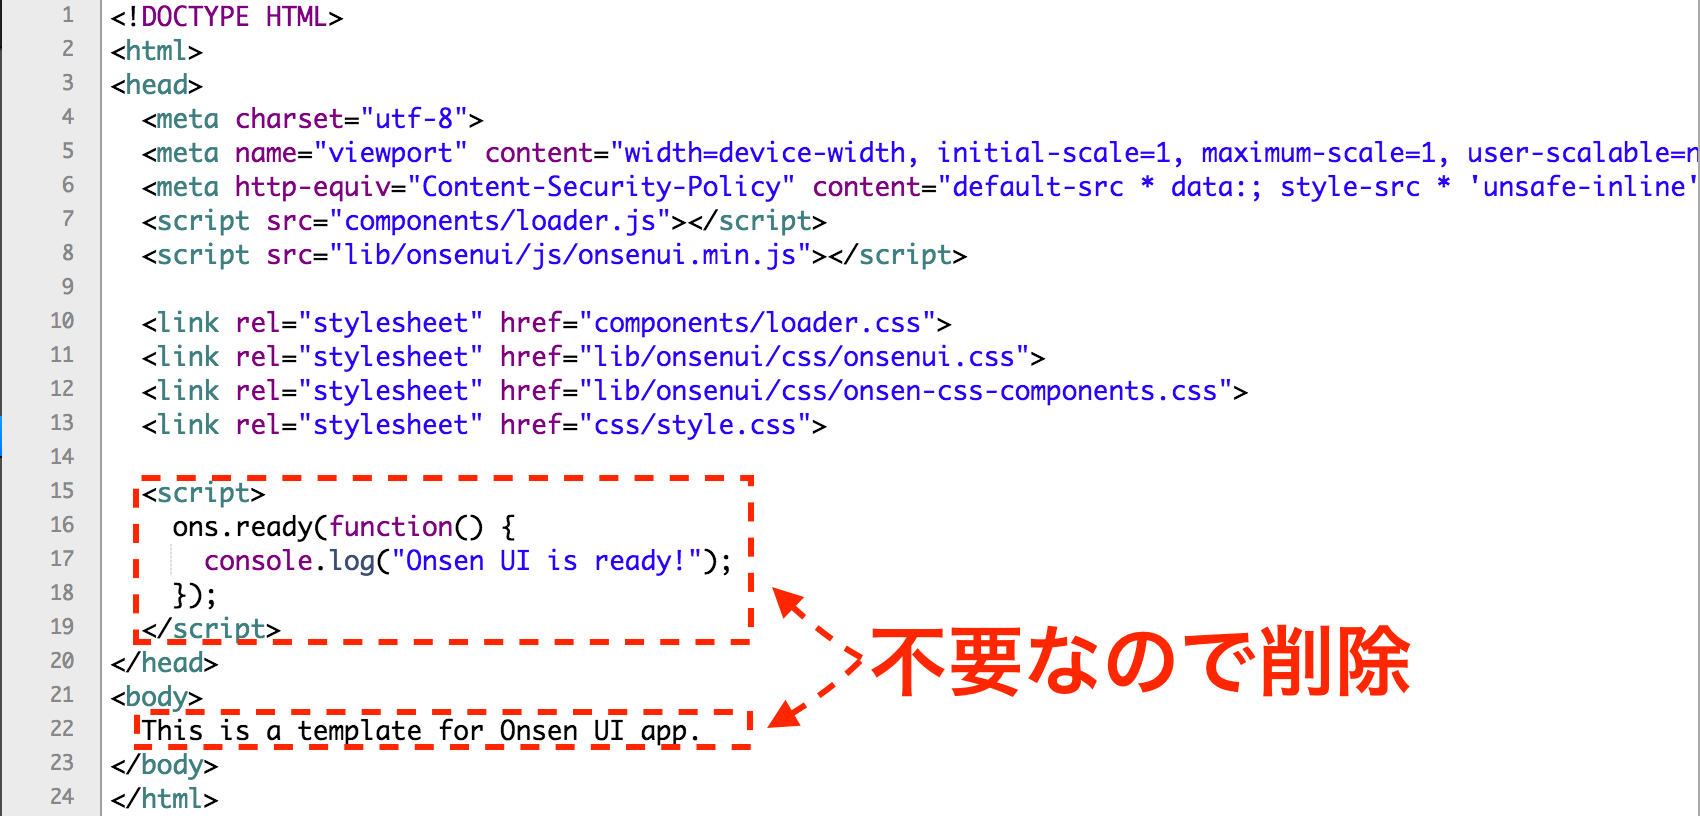 1 <!DOCTYPE HTML>
2 <html>
3 <head>
4   <meta charset="utf-8">
5   <meta name="viewport" content="width=device-width, initial-scale=1, maximum-scale=1, user-scalable=n
6   <meta http-equiv="Content-Security-Policy" content="default-src * data:; style-src * 'unsafe-inline'
7   <script src="components/loader.js"></script>
8   <script src="lib/onsenui/js/onsenui.min.js"></script>
9
10   <link rel="stylesheet" href="components/loader.css">
11   <link rel="stylesheet" href="lib/onsenui/css/onsenui.css">
12   <link rel="stylesheet" href="lib/onsenui/css/onsen-css-components.css">
13   <link rel="stylesheet" href="css/style.css">
14
15   <script>
16     ons.ready(function() {
17       console.log("Onsen UI is ready!");
18     });
19   </script>
不要なので削除
20 </head>
21 <body>
22   This is a template for Onsen UI app.
23 </body>
24 </html>